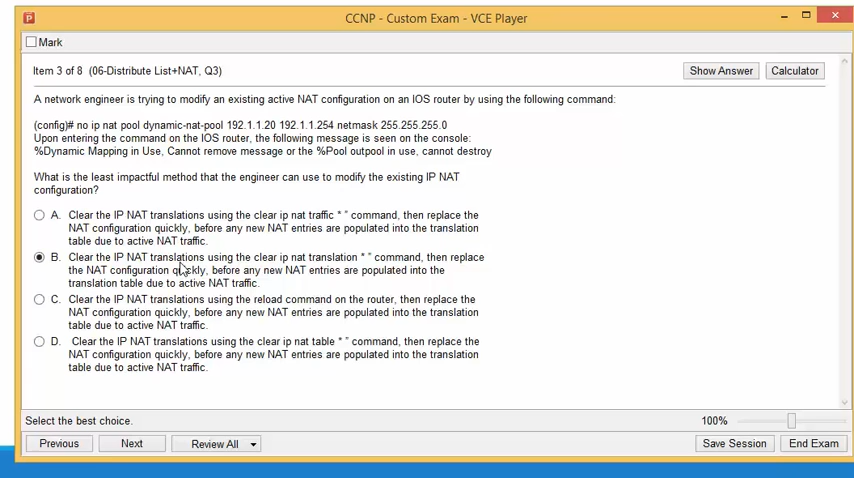 CCNP - Custom Exam - VCE Player
Mark
Item 3 of 8 (06-Distribute List+NAT, Q3)
Show Answer
Calculator
A network engineer is trying to modify an existing active NAT configuration on an IOS router by using the following command:
(config)# no ip nat pool dynamic-nat-pool 192.1.1.20 192.1.1.254 netmask 255.255.255.0
Upon entering the command on the IOS router, the following message is seen on the console:
%Dynamic Mapping in Use, Cannot remove message or the %Pool outpool in use, cannot destroy
What is the least impactful method that the engineer can use to modify the existing IP NAT
configuration?
A. Clear the IP NAT translations using the clear ip nat traffic * " command, then replace the
NAT configuration quickly, before any new NAT entries are populated into the translation
table due to active NAT traffic.
B. Clear the IP NAT translations using the clear ip nat translation * " command, then replace
the NAT configuration quickly, before any new NAT entries are populated into the
translation table due to active NAT traffic.
C. Clear the IP NAT translations using the reload command on the router, then replace the
NAT configuration quickly, before any new NAT entries are populated into the translation
table due to active NAT traffic.
D. Clear the IP NAT translations using the clear ip nat table * " command, then replace the
NAT configuration quickly, before any new NAT entries are populated into the translation
table due to active NAT traffic.
Select the best choice.
100%
Previous
Next
Review All
Save Session
End Exam